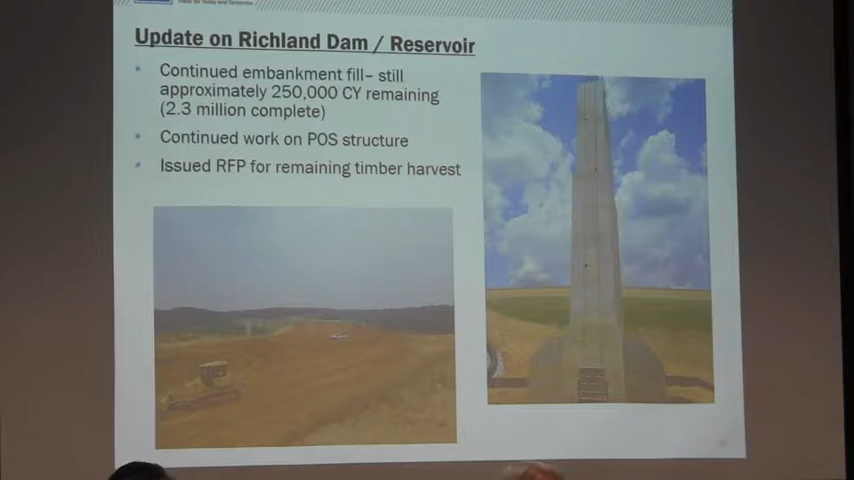 Update on Richland Dam / Reservoir
• Continued embankment fill– still
approximately 250,000 CY remaining
(2.3 million complete)
• Continued work on POS structure
• Issued RFP for remaining timber harvest